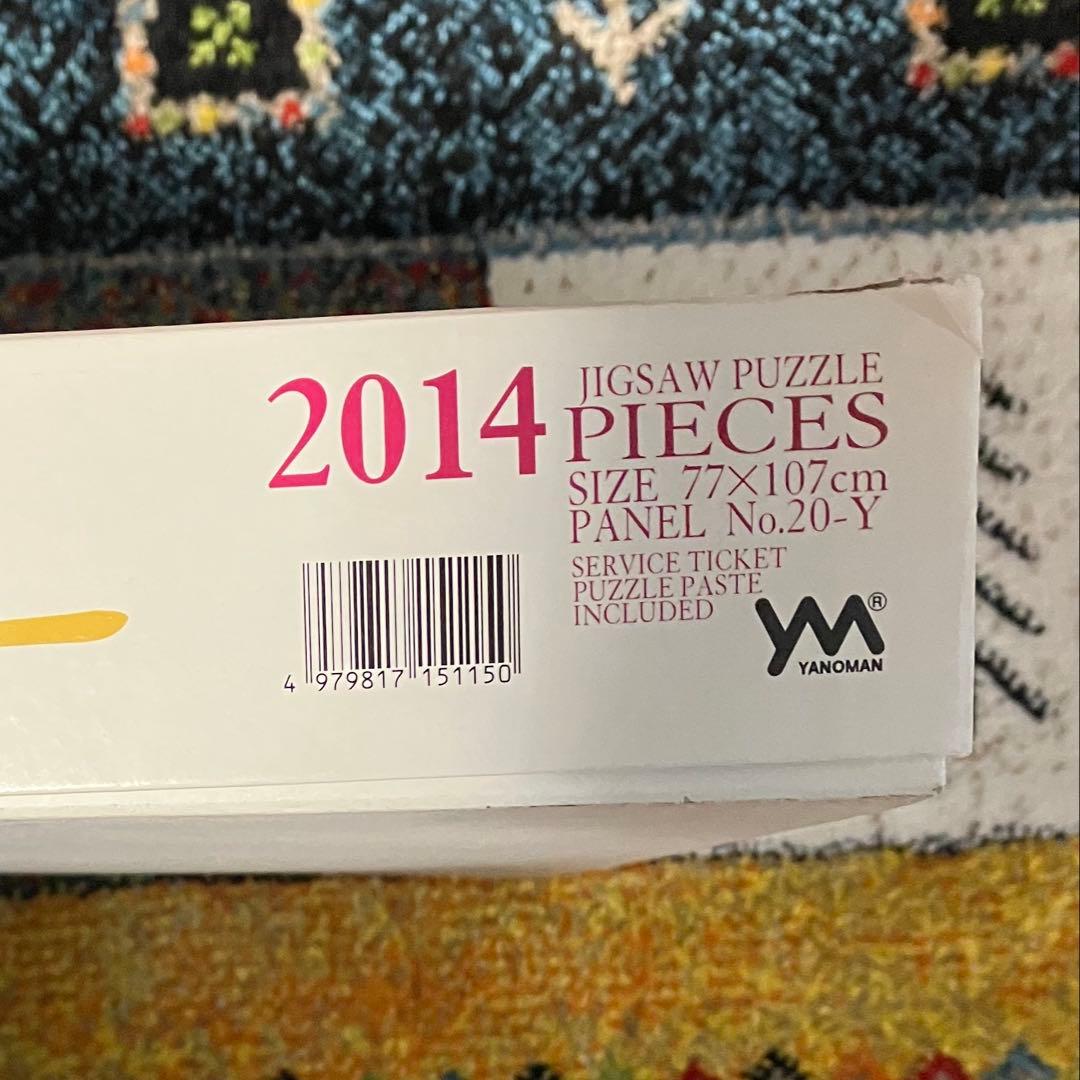 2014
JIGSAW PUZZLE
PIECES
SIZE 77×107cm
PANEL No.20-Y
SERVICE TICKET
PUZZLE PASTE
INCLUDED
YM®
YANOMAN
4 979817 151150